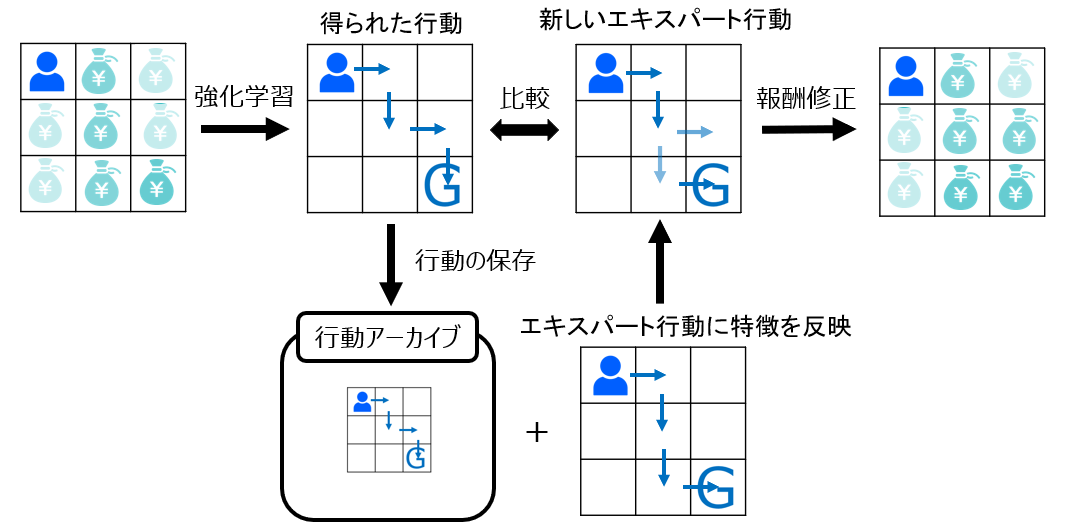 得られた行動
新しいエキスパート行動
¥ ¥
¥ ¥ ¥
¥ ¥ ¥
強化学習
G
比較
G
報酬修正
¥ ¥
¥ ¥ ¥
¥ ¥ ¥
行動の保存
行動アーカイブ
G
+
エキスパート行動に特徴を反映
G